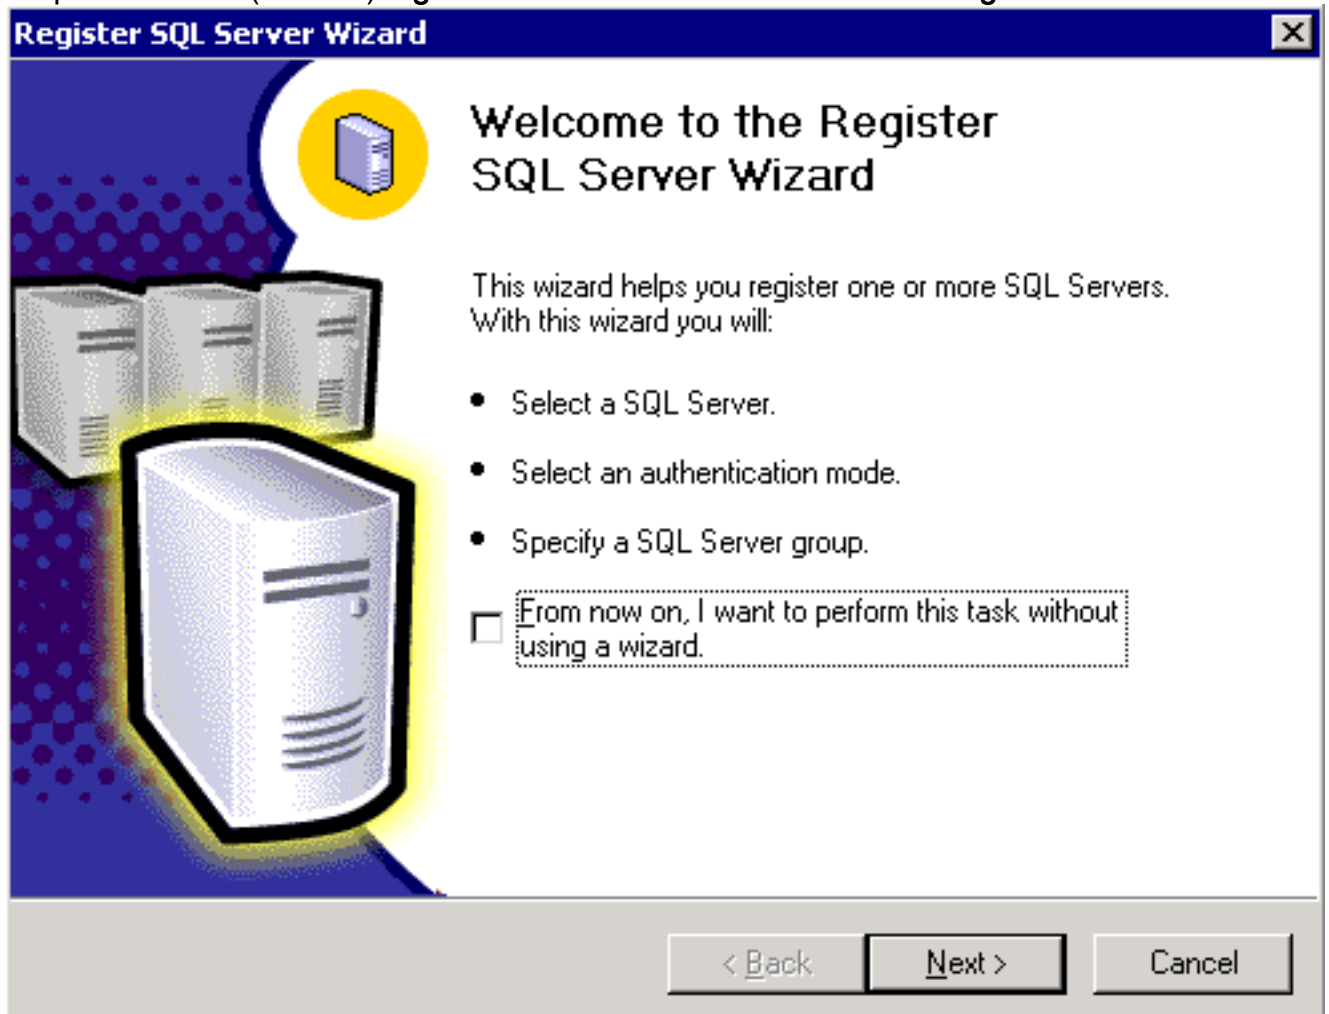 Register SQL Server Wizard
Welcome to the Register
SQL Server Wizard
This wizard helps you register one or more SQL Servers.
With this wizard you will:
• Select a SQL Server.
• Select an authentication mode.
• Specify a SQL Server group.
From now on, I want to perform this task without
using a wizard.
< Back
Next >
Cancel